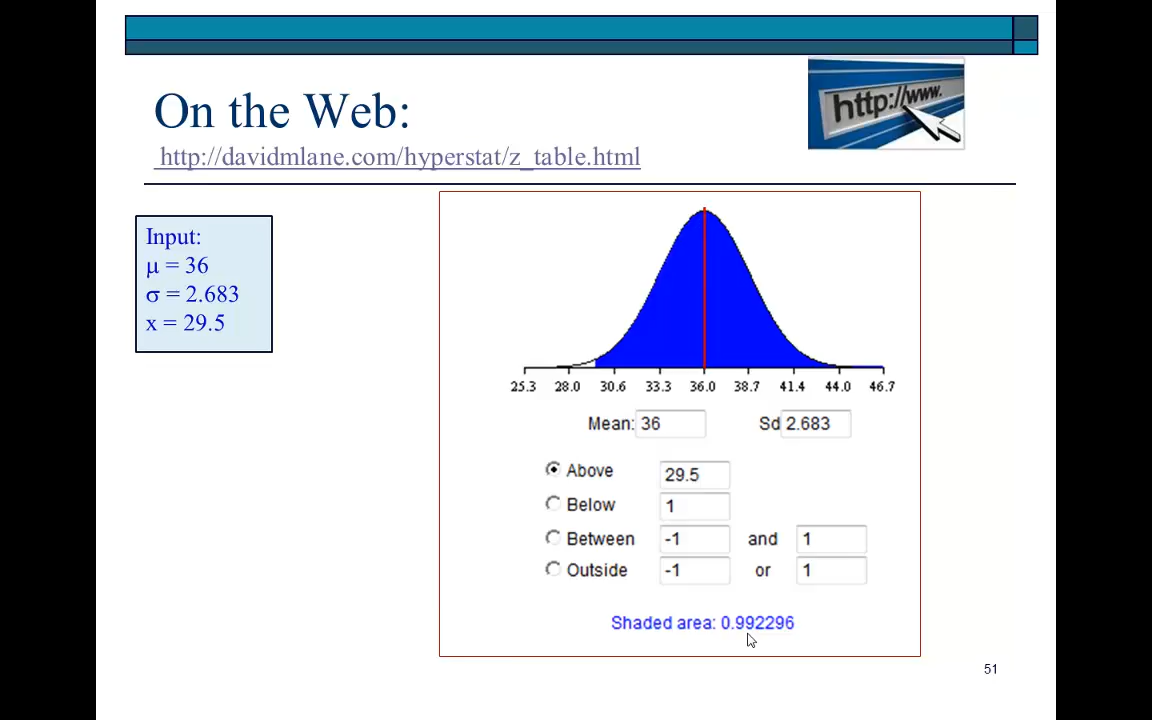 On the Web:
http://www.
http://davidmlane.com/hyperstat/z_table.html
Input:
μ = 36
σ = 2.683
x = 29.5
25.3 28.0 30.6 33.3 36.0 38.7 41.4 44.0 46.7
Mean: 36 Sd 2.683
Above 29.5
Below 1
Between -1 and 1
Outside -1 or 1
Shaded area: 0.992296
51